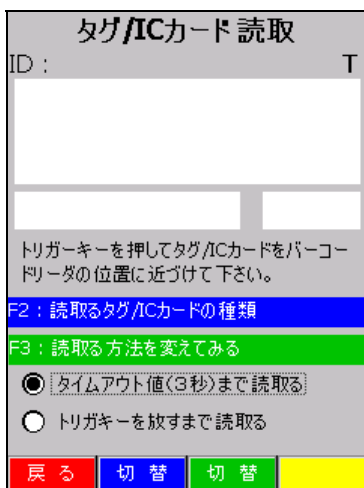 タグ/ICカード 読取
ID : T
トリガーキーを押してタグ/ICカードをバーコー
ドリーダの位置に近づけて下さい。
F2:読取るタグ/ICカードの種類
F3:読取る方法を変えてみる
タイムアウト値(3秒)まで読取る
トリガキーを放すまで読取る
戻る 切替 切替